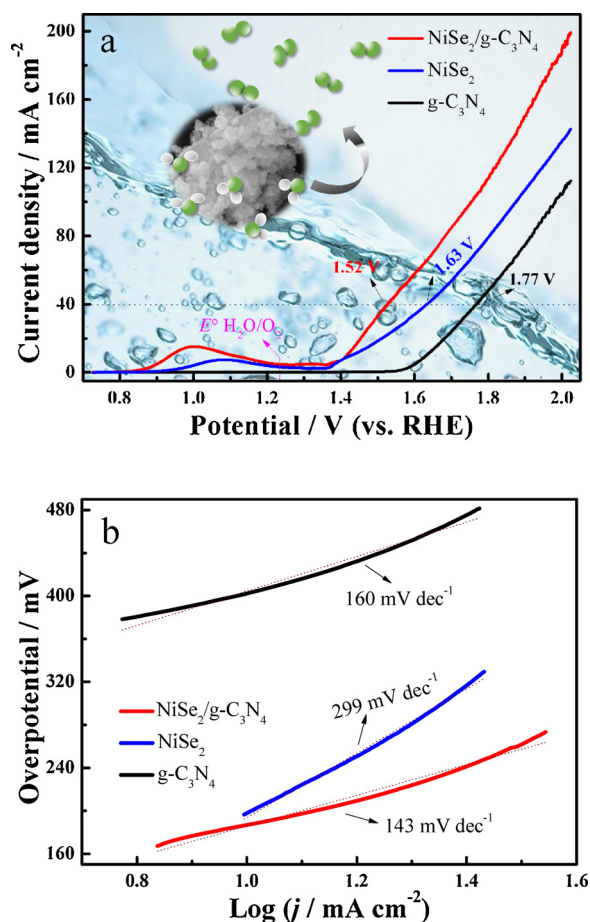 a
NiSe₂/g-C₃N₄
NiSe₂
g-C₃N₄
1.52 V
1.63 V
1.77 V
E° H₂O/O₂
Current density / mA cm⁻²
200
160
120
80
40
0
0.8 1.0 1.2 1.4 1.6 1.8 2.0
Potential / V (vs. RHE)
b
160 mV dec⁻¹
299 mV dec⁻¹
143 mV dec⁻¹
NiSe₂/g-C₃N₄
NiSe₂
g-C₃N₄
Overpotential / mV
480
400
320
240
160
0.8 1.0 1.2 1.4 1.6
Log (j / mA cm⁻²)